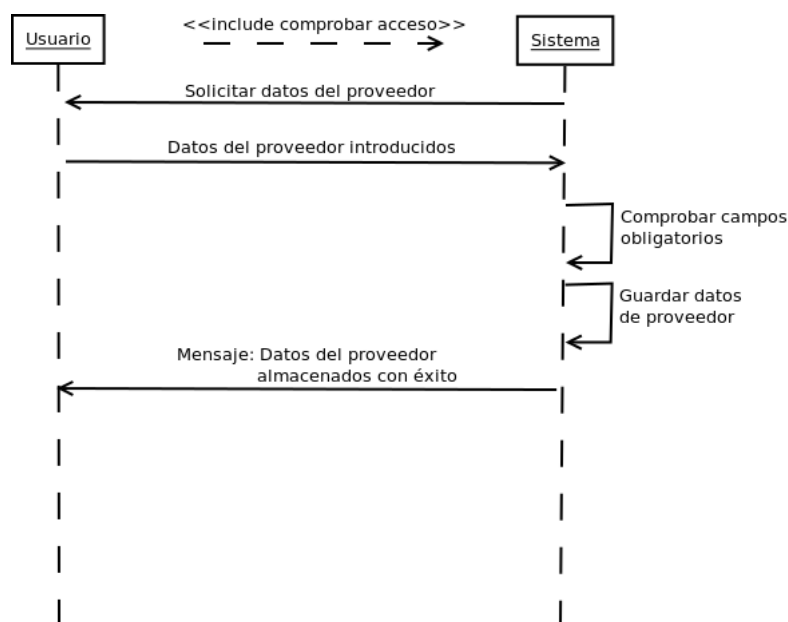 <<include comprobar acceso>>
Usuario
Sistema
Solicitar datos del proveedor
Datos del proveedor introducidos
Comprobar campos
obligatorios
Guardar datos
de proveedor
Mensaje: Datos del proveedor
almacenados con éxito